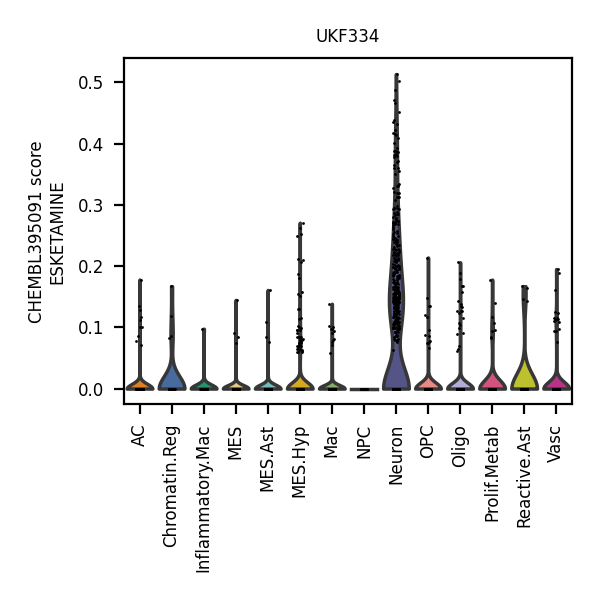 UKF334
CHEMBL395091 score
ESKETAMINE
0.5
0.4
0.3
0.2
0.1
0.0
AC
Chromatin.Reg
Inflammatory.Mac
MES
MES.Ast
MES.Hyp
Mac
NPC
Neuron
OPC
Oligo
Prolif.Metab
Reactive.Ast
Vasc